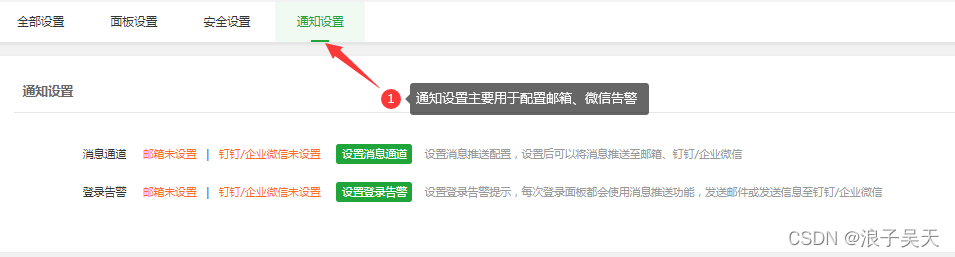 全部设置 面板设置 安全设置 通知设置
1 通知设置主要用于配置邮箱、微信告警
通知设置
消息通道 邮箱未设置 | 钉钉/企业微信未设置 设置消息通道 设置消息推送配置，设置后可以将消息推送至邮箱、钉钉/企业微信
登录告警 邮箱未设置 | 钉钉/企业微信未设置 设置登录告警 设置登录告警提示，每次登录面板都会使用消息推送功能，发送邮件或发送信息至钉钉/企业微信
CSDN @浪子吴天